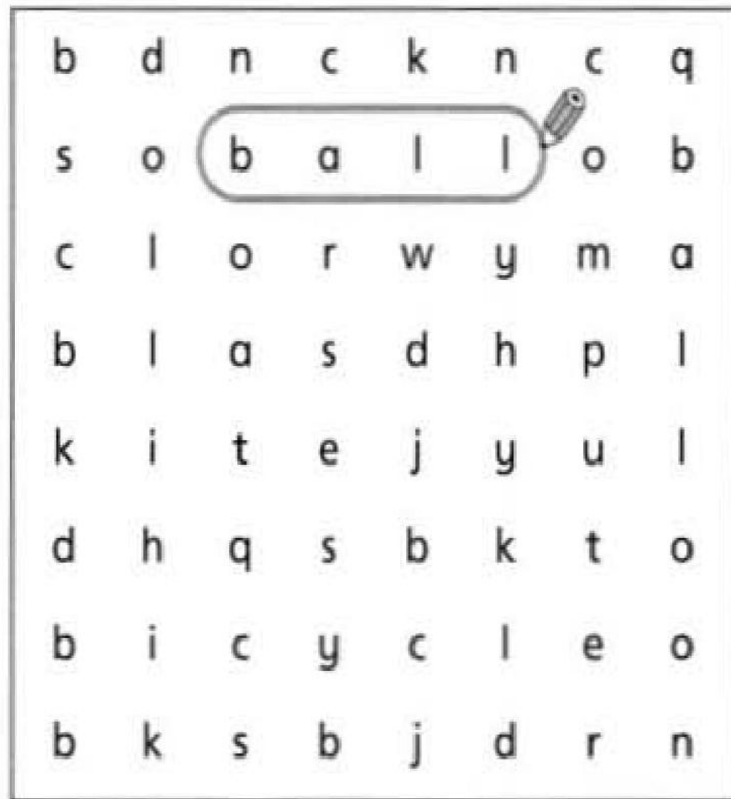 b d n c k n c q
s o b a l l o b
c l o r w y m a
b l a s d h p l
k i t e j y u l
d h q s b k t o
b i c y c l e o
b k s b j d r n